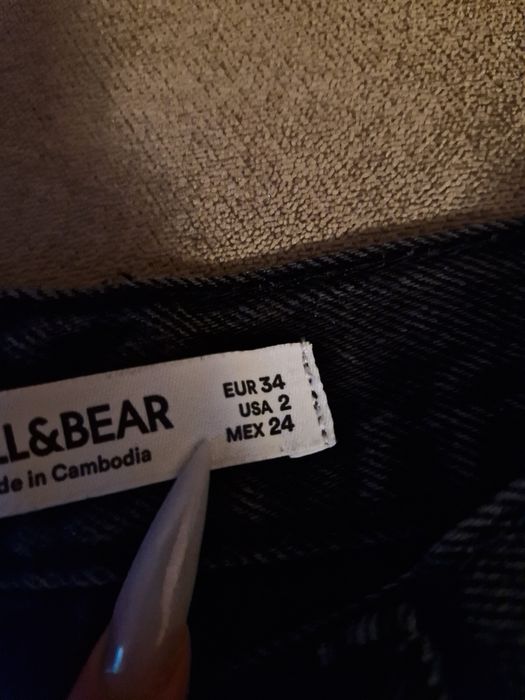 LL&BEAR
de in Cambodia
EUR 34
USA 2
MEX 24